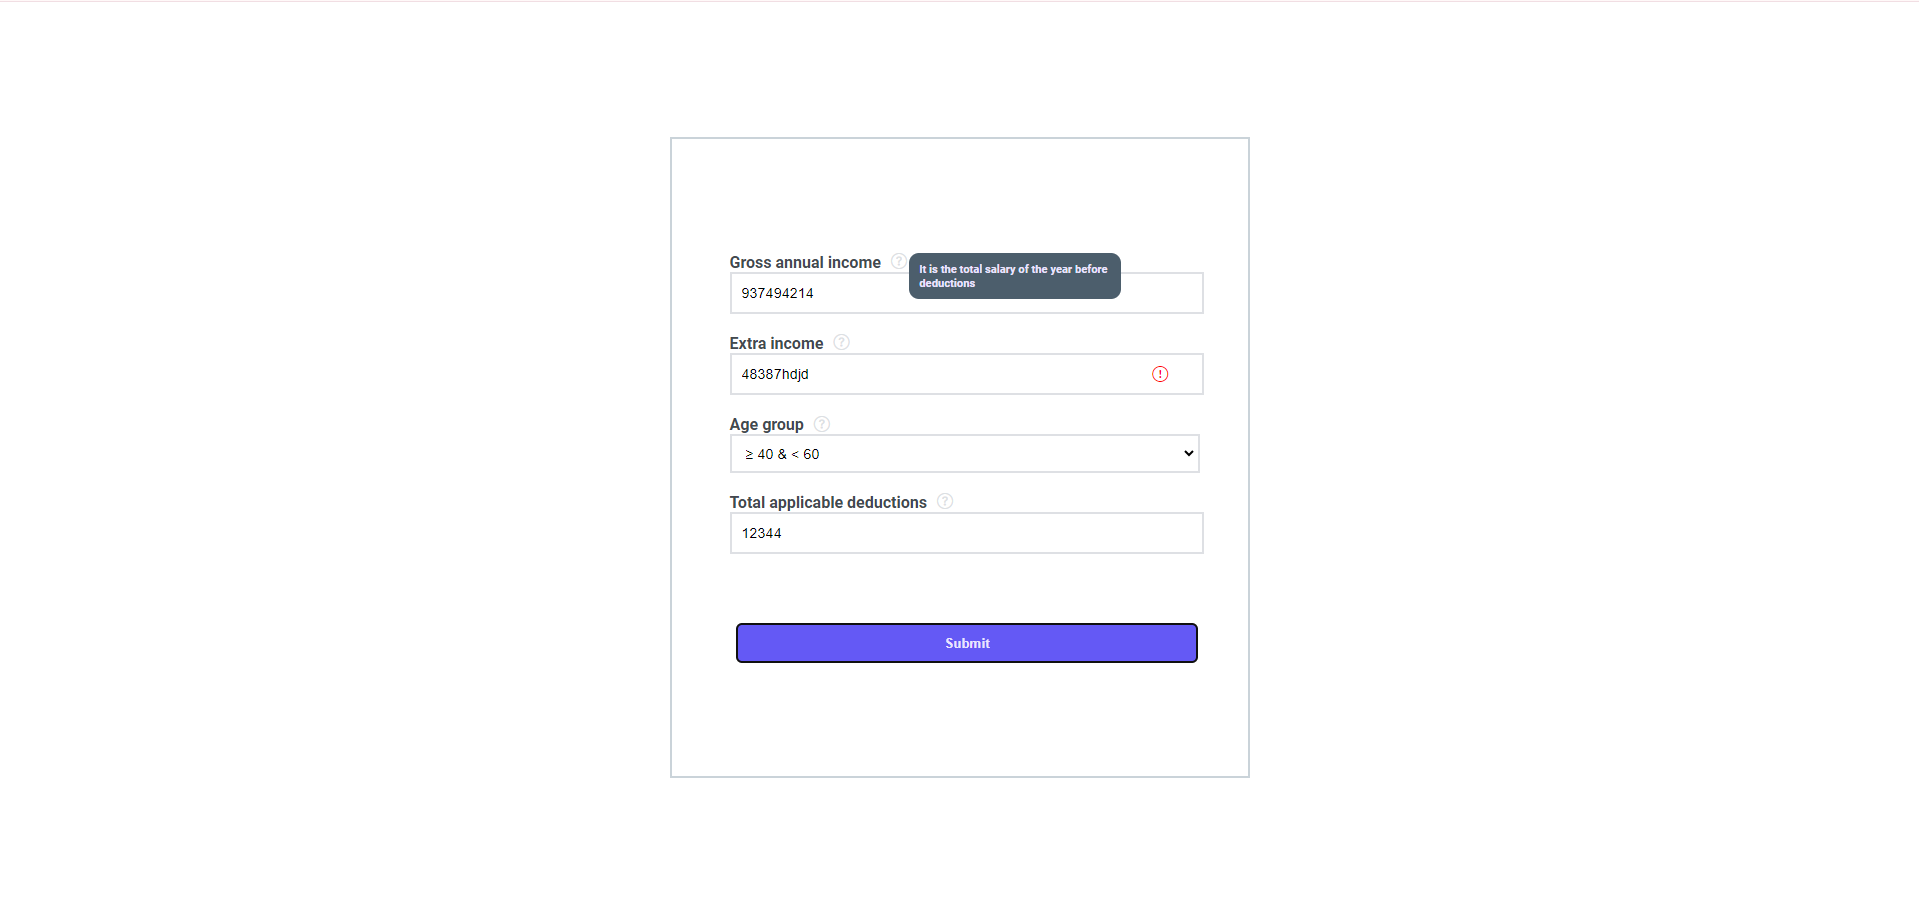 Gross annual income ?
It is the total salary of the year before
deductions
937494214
Extra income ?
48387hdjd !
Age group ?
≥ 40 & < 60
Total applicable deductions ?
12344
Submit